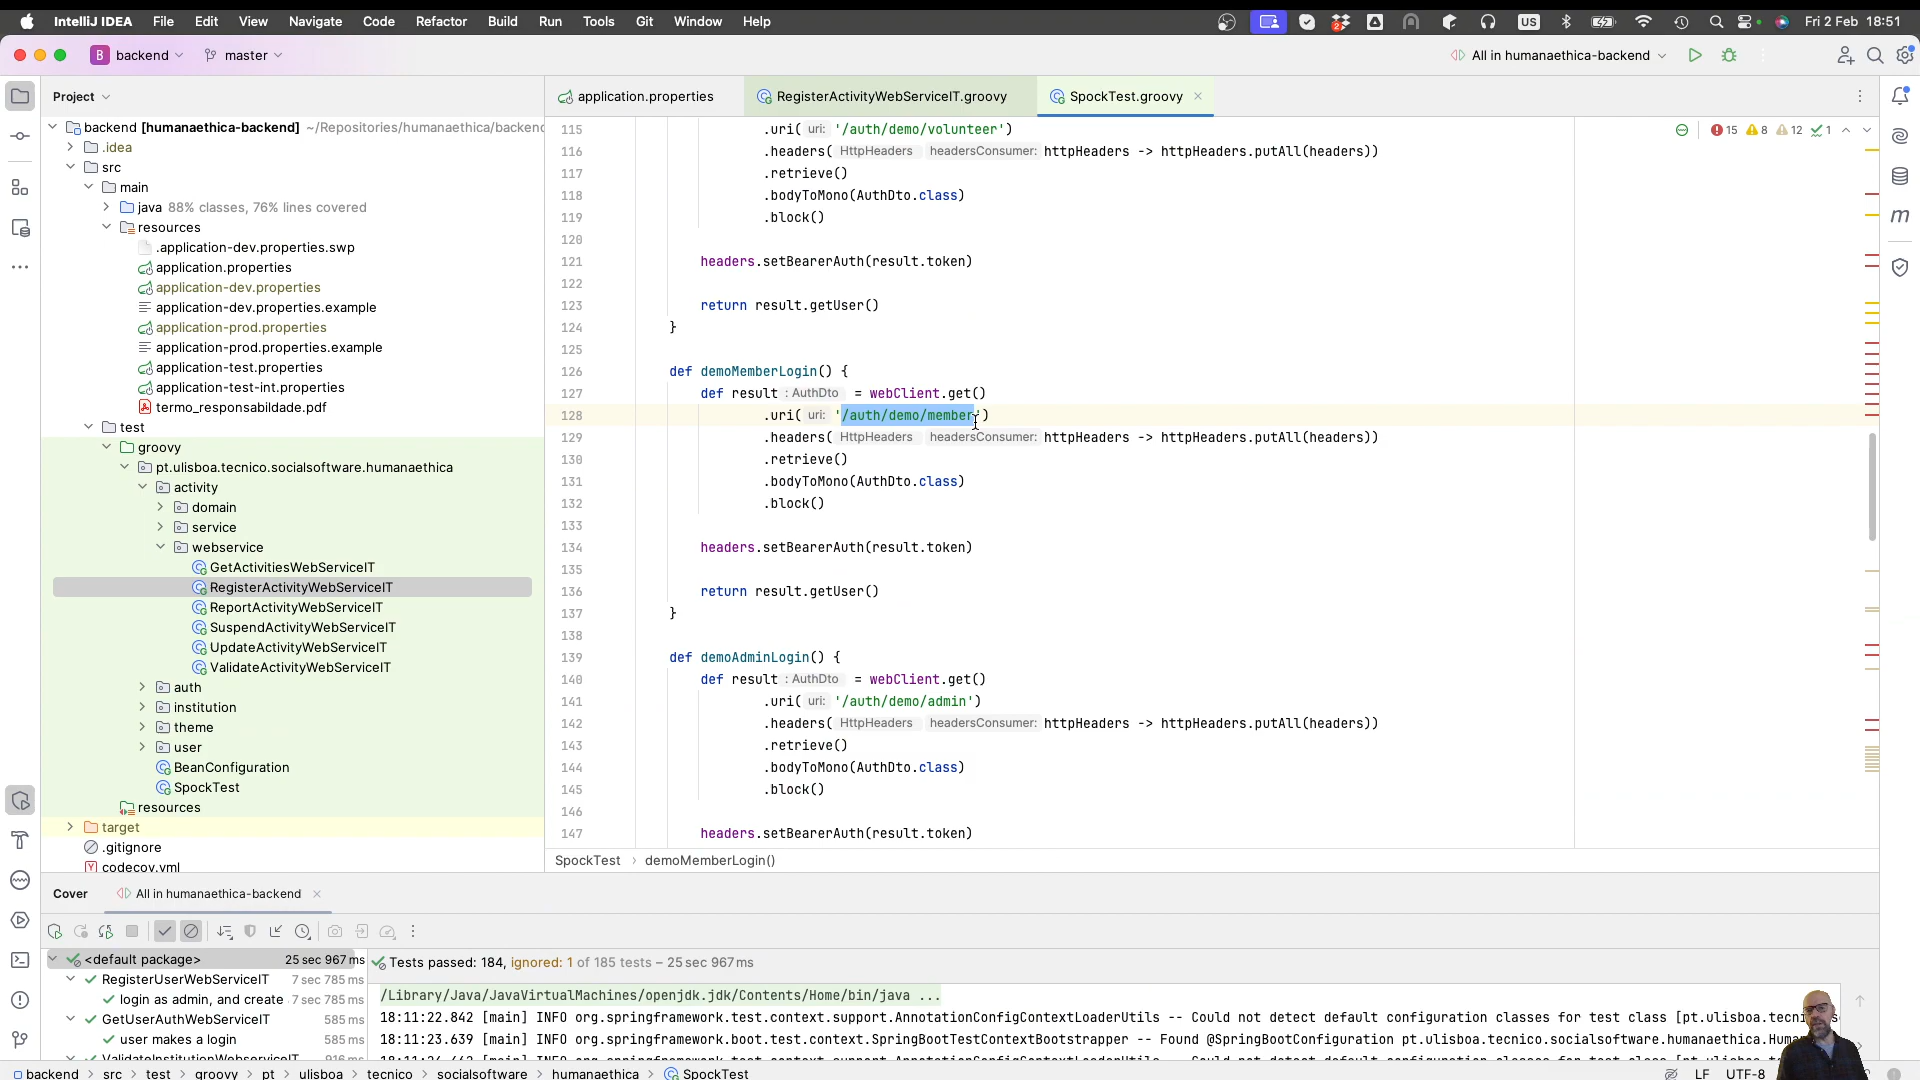 IntelliJ IDEA File Edit View Navigate Code Refactor Build Run Tools Git Window Help US Fri 2 Feb 18:51
B backend master All in humanaethica-backend
Project
application.properties RegisterActivityWebServiceIT.groovy SpockTest.groovy
backend [humanaethica-backend] ~/Repositories/humanaethica/backend
.idea
src
main
java 88% classes, 76% lines covered
resources
.application-dev.properties.swp
application.properties
application-dev.properties
application-dev.properties.example
application-prod.properties
application-prod.properties.example
application-test.properties
application-test-int.properties
termo_responsabildade.pdf
test
groovy
pt.ulisboa.tecnico.socialsoftware.humanaethica
activity
domain
service
webservice
GetActivitiesWebServiceIT
RegisterActivityWebServiceIT
ReportActivityWebServiceIT
SuspendActivityWebServiceIT
UpdateActivityWebServiceIT
ValidateActivityWebServiceIT
auth
institution
theme
user
BeanConfiguration
SpockTest
resources
target
.gitignore
codecov.yml
15 8 12 1
115 .uri( uri: '/auth/demo/volunteer')
116 .headers( HttpHeaders headersConsumer: httpHeaders -> httpHeaders.putAll(headers))
117 .retrieve()
118 .bodyToMono(AuthDto.class)
119 .block()
120
121 headers.setBearerAuth(result.token)
122
123 return result.getUser()
124 }
125
126 def demoMemberLogin() {
127 def result : AuthDto = webClient.get()
128 .uri( uri: '/auth/demo/member')
129 .headers( HttpHeaders headersConsumer: httpHeaders -> httpHeaders.putAll(headers))
130 .retrieve()
131 .bodyToMono(AuthDto.class)
132 .block()
133
134 headers.setBearerAuth(result.token)
135
136 return result.getUser()
137 }
138
139 def demoAdminLogin() {
140 def result : AuthDto = webClient.get()
141 .uri( uri: '/auth/demo/admin')
142 .headers( HttpHeaders headersConsumer: httpHeaders -> httpHeaders.putAll(headers))
143 .retrieve()
144 .bodyToMono(AuthDto.class)
145 .block()
146
147 headers.setBearerAuth(result.token)
SpockTest › demoMemberLogin()
Cover All in humanaethica-backend
<default package> 25 sec 967 ms
RegisterUserWebServiceIT 7 sec 785 ms
login as admin, and create 7 sec 785 ms
GetUserAuthWebServiceIT 585 ms
user makes a login 585 ms
ValidateInstitutionWebserviceIT 916 ms
Tests passed: 184, ignored: 1 of 185 tests – 25 sec 967 ms
/Library/Java/JavaVirtualMachines/openjdk.jdk/Contents/Home/bin/java ...
18:11:22.842 [main] INFO org.springframework.test.context.support.AnnotationConfigContextLoaderUtils -- Could not detect default configuration classes for test class [pt.ulisboa.tecni
18:11:23.639 [main] INFO org.springframework.boot.test.context.SpringBootTestContextBootstrapper -- Found @SpringBootConfiguration pt.ulisboa.tecnico.socialsoftware.humanaethica.Huma
backend › src › test › groovy › pt › ulisboa › tecnico › socialsoftware › humanaethica › SpockTest LF UTF-8